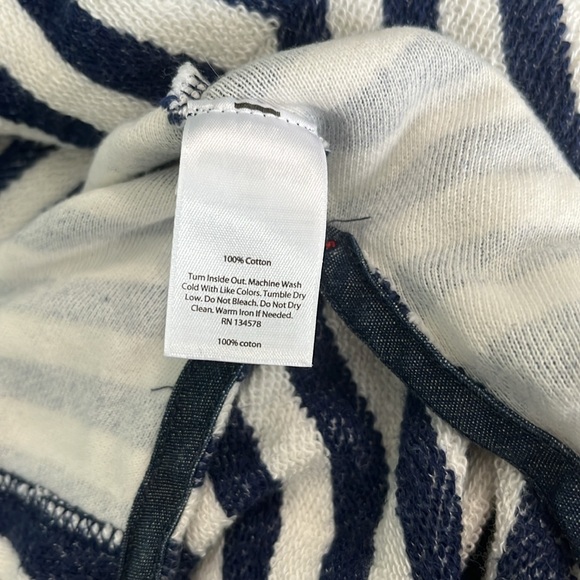 100% Cotton
Turn Inside Out. Machine Wash
Cold With Like Colors. Tumble Dry
Low. Do Not Bleach. Do Not Dry
Clean. Warm Iron If Needed.
RN 134578
100% coton